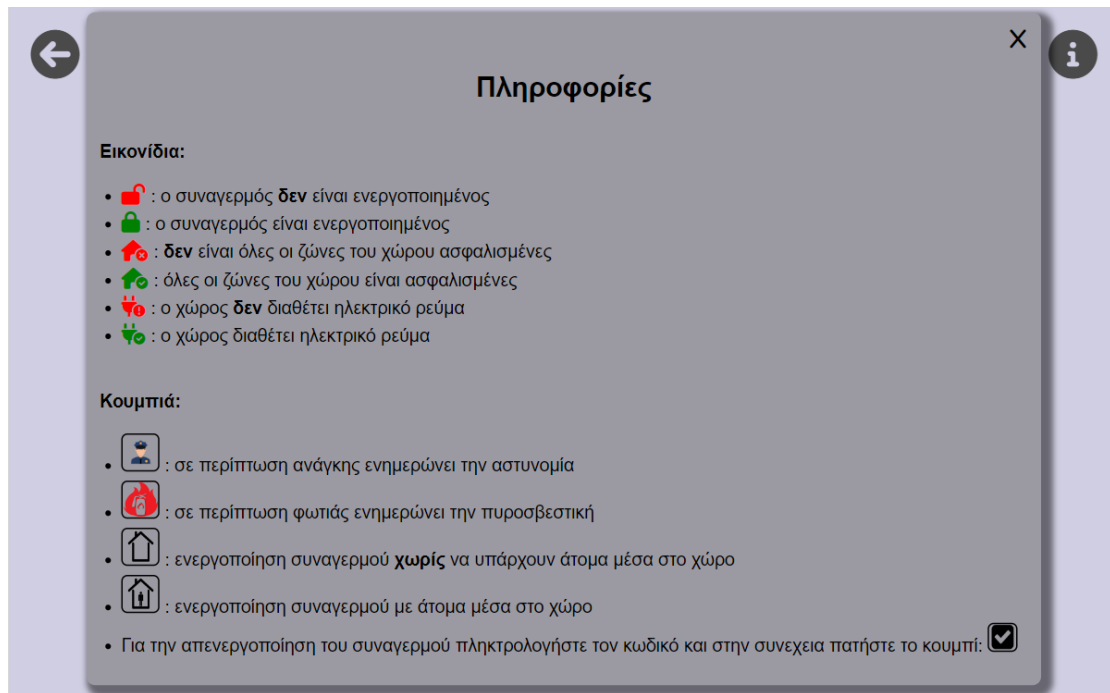 X
Πληροφορίες
Εικονίδια:
• : ο συναγερμός δεν είναι ενεργοποιημένος
• : ο συναγερμός είναι ενεργοποιημένος
• : δεν είναι όλες οι ζώνες του χώρου ασφαλισμένες
• : όλες οι ζώνες του χώρου είναι ασφαλισμένες
• : ο χώρος δεν διαθέτει ηλεκτρικό ρεύμα
• : ο χώρος διαθέτει ηλεκτρικό ρεύμα
Κουμπιά:
• : σε περίπτωση ανάγκης ενημερώνει την αστυνομία
• : σε περίπτωση φωτιάς ενημερώνει την πυροσβεστική
• : ενεργοποίηση συναγερμού χωρίς να υπάρχουν άτομα μέσα στο χώρο
• : ενεργοποίηση συναγερμού με άτομα μέσα στο χώρο
• Για την απενεργοποίηση του συναγερμού πληκτρολογήστε τον κωδικό και στην συνεχεια πατήστε το κουμπί: